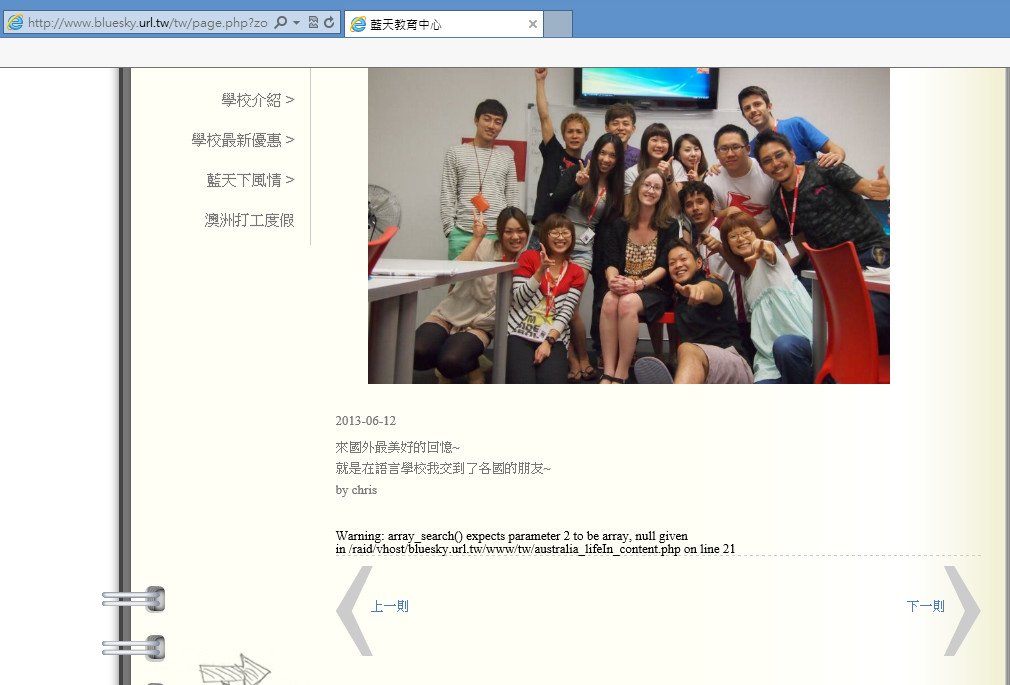 http://www.bluesky.url.tw/tw/page.php?zo
藍天教育中心
學校介紹 >
學校最新優惠 >
藍天下風情 >
澳洲打工度假
2013-06-12
來國外最美好的回憶~
就是在語言學校我交到了各國的朋友~
by chris
Warning: array_search() expects parameter 2 to be array, null given
in /raid/vhost/bluesky.url.tw/www/tw/australia_lifeIn_content.php on line 21
上一則
下一則